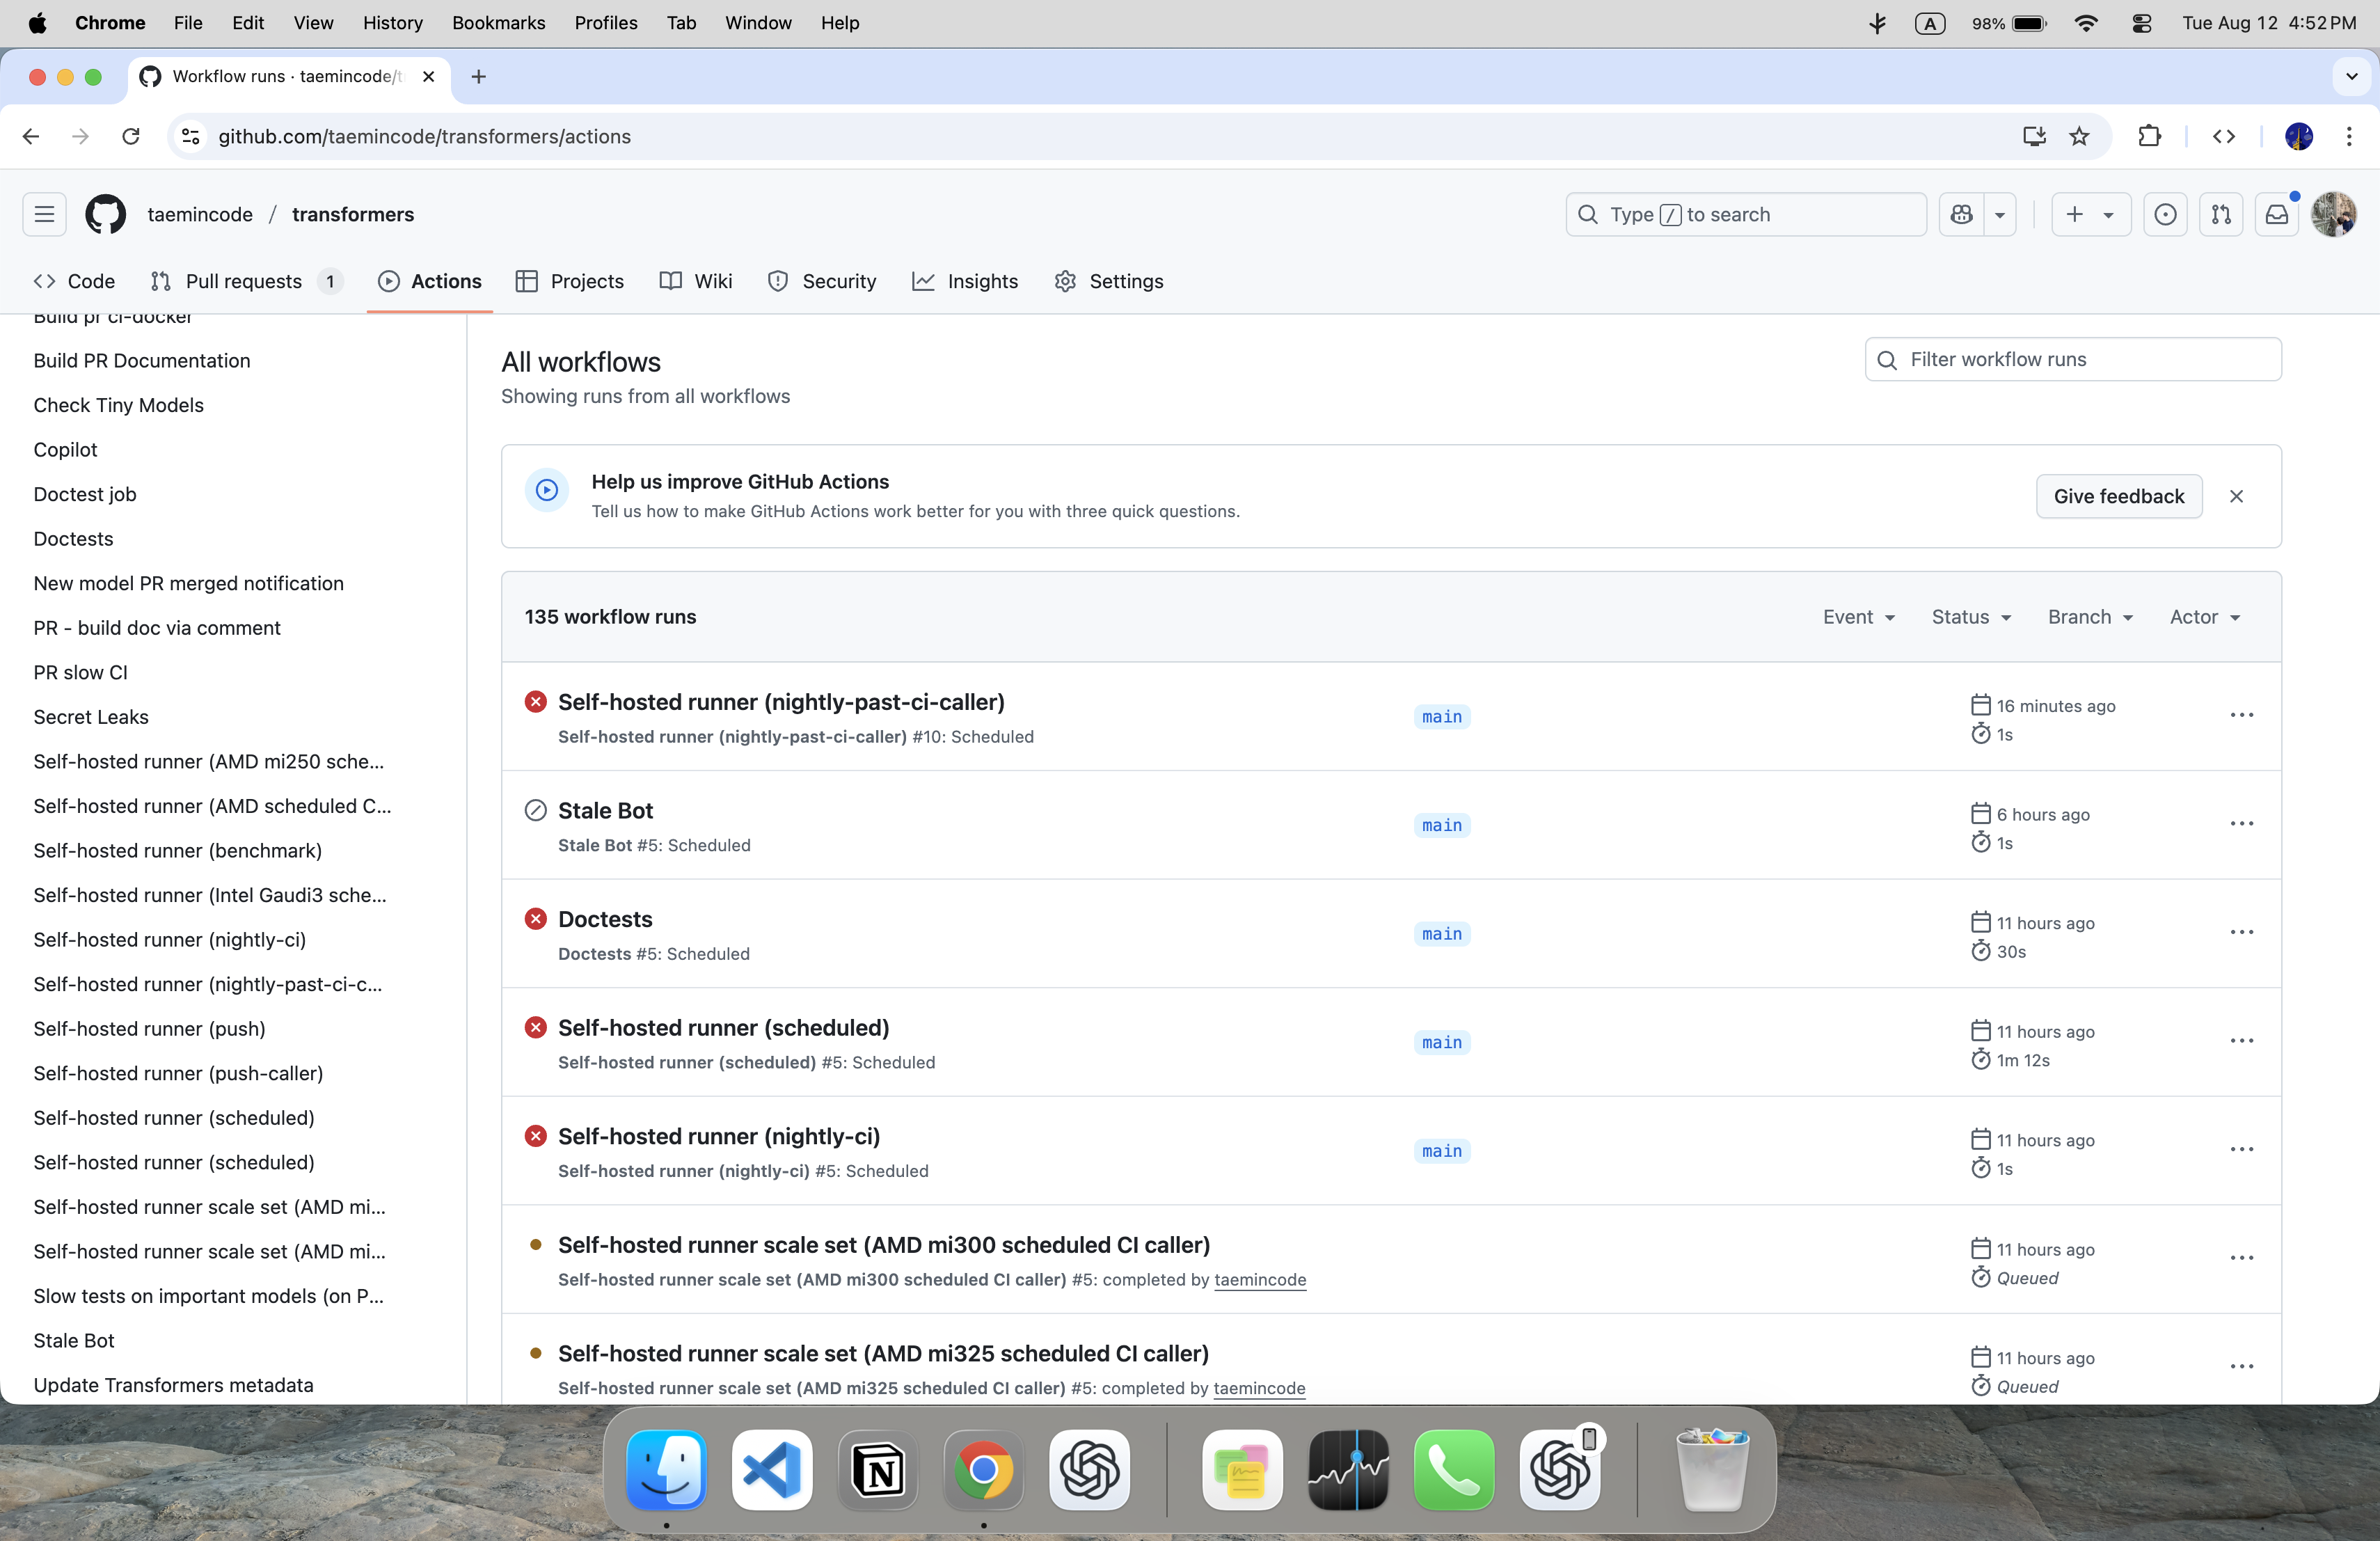 Chrome File Edit View History Bookmarks Profiles Tab Window Help A 98% Tue Aug 12 4:52 PM
Workflow runs · taemincode/t
github.com/taemincode/transformers/actions
taemincode / transformers Type / to search
Code Pull requests 1 Actions Projects Wiki Security Insights Settings
Build pr ci-docker
Build PR Documentation
Check Tiny Models
Copilot
Doctest job
Doctests
New model PR merged notification
PR - build doc via comment
PR slow CI
Secret Leaks
Self-hosted runner (AMD mi250 sche...
Self-hosted runner (AMD scheduled C...
Self-hosted runner (benchmark)
Self-hosted runner (Intel Gaudi3 sche...
Self-hosted runner (nightly-ci)
Self-hosted runner (nightly-past-ci-c...
Self-hosted runner (push)
Self-hosted runner (push-caller)
Self-hosted runner (scheduled)
Self-hosted runner (scheduled)
Self-hosted runner scale set (AMD mi...
Self-hosted runner scale set (AMD mi...
Slow tests on important models (on P...
Stale Bot
Update Transformers metadata
All workflows
Showing runs from all workflows
Filter workflow runs
Help us improve GitHub Actions
Tell us how to make GitHub Actions work better for you with three quick questions.
Give feedback
135 workflow runs Event Status Branch Actor
Self-hosted runner (nightly-past-ci-caller)
Self-hosted runner (nightly-past-ci-caller) #10: Scheduled
main
16 minutes ago
1s
Stale Bot
Stale Bot #5: Scheduled
main
6 hours ago
1s
Doctests
Doctests #5: Scheduled
main
11 hours ago
30s
Self-hosted runner (scheduled)
Self-hosted runner (scheduled) #5: Scheduled
main
11 hours ago
1m 12s
Self-hosted runner (nightly-ci)
Self-hosted runner (nightly-ci) #5: Scheduled
main
11 hours ago
1s
Self-hosted runner scale set (AMD mi300 scheduled CI caller)
Self-hosted runner scale set (AMD mi300 scheduled CI caller) #5: completed by taemincode
11 hours ago
Queued
Self-hosted runner scale set (AMD mi325 scheduled CI caller)
Self-hosted runner scale set (AMD mi325 scheduled CI caller) #5: completed by taemincode
11 hours ago
Queued